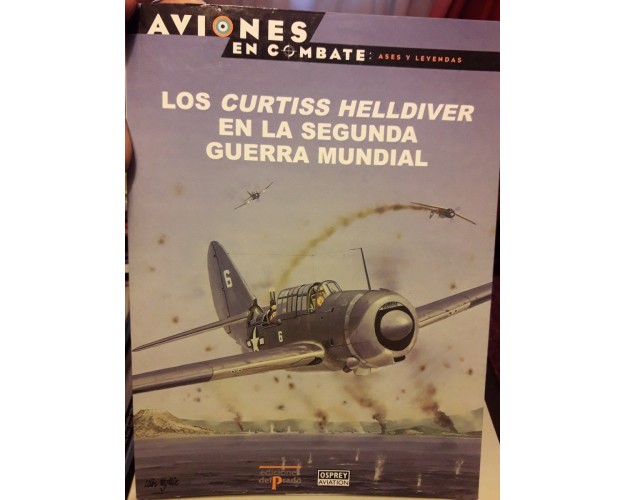 AVIONES
EN COMBATE: ASES Y LEYENDAS
LOS CURTISS HELLDIVER
EN LA SEGUNDA
GUERRA MUNDIAL
6
6
ediciones
del Prado
OSPREY
AVIATION